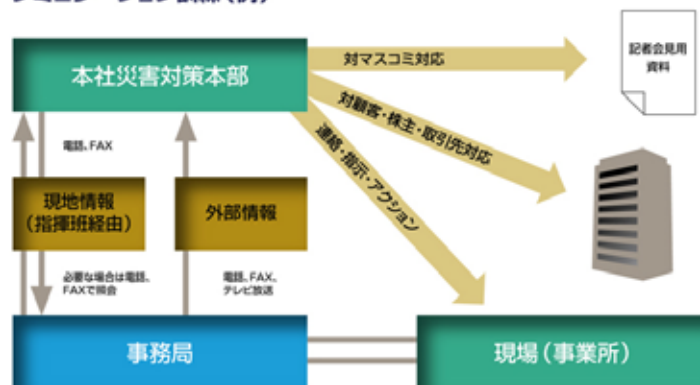 本社災害対策本部
対マスコミ対応
記者会見用
資料
対顧客・株主・取引先対応
連絡・指示・アクション
電話、FAX
現地情報
（指揮班経由）
外部情報
必要な場合は電話、
FAXで照会
電話、FAX、
テレビ放送
事務局
現場（事業所）